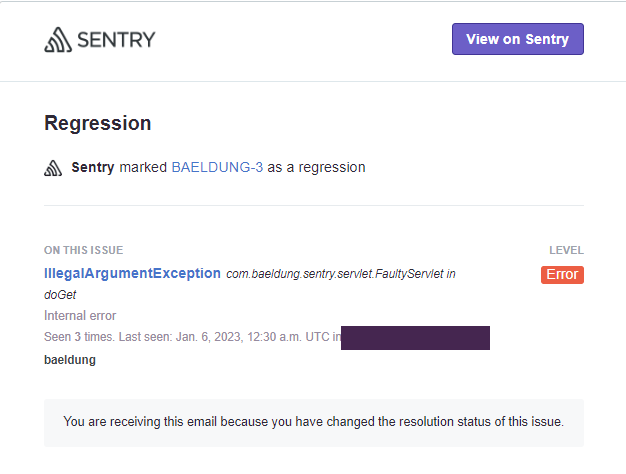 SENTRY
View on Sentry
Regression
Sentry marked BAELDUNG-3 as a regression
ON THIS ISSUE
LEVEL
IllegalArgumentException com.baeldung.sentry.servlet.FaultyServlet in
Error
doGet
Internal error
Seen 3 times. Last seen: Jan. 6, 2023, 12:30 a.m. UTC in
baeldung
You are receiving this email because you have changed the resolution status of this issue.